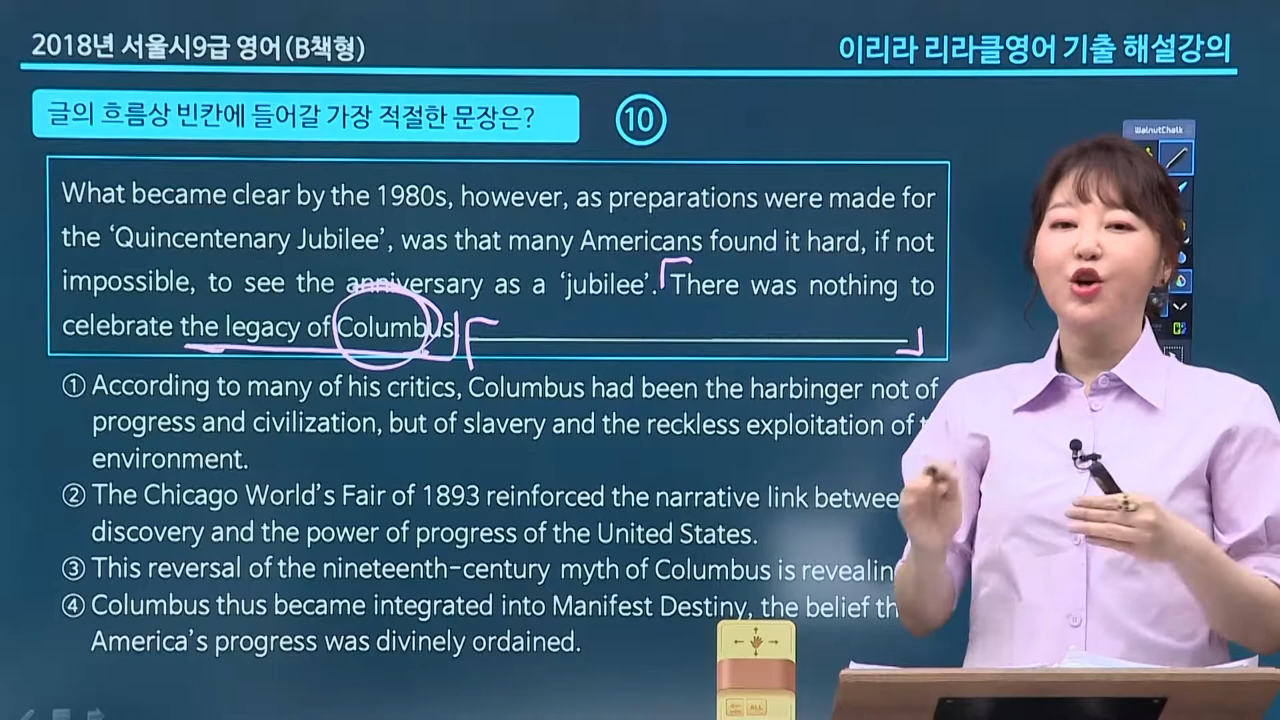 2018년 서울시9급 영어(B책형)
이리라 리라클영어 기출 해설강의
글의 흐름상 빈칸에 들어갈 가장 적절한 문장은?
10
WalnutChalk
What became clear by the 1980s, however, as preparations were made for
the ‘Quincentenary Jubilee’, was that many Americans found it hard, if not
impossible, to see the anniversary as a ‘jubilee’. There was nothing to
celebrate the legacy of Columbus
① According to many of his critics, Columbus had been the harbinger not of
progress and civilization, but of slavery and the reckless exploitation of
environment.
② The Chicago World’s Fair of 1893 reinforced the narrative link
discovery and the power of progress of the United States.
③ This reversal of the nineteenth-century myth of Columbus is
④ Columbus thus became integrated into Manifest Destiny, the belief
America’s progress was divinely ordained.
ALL